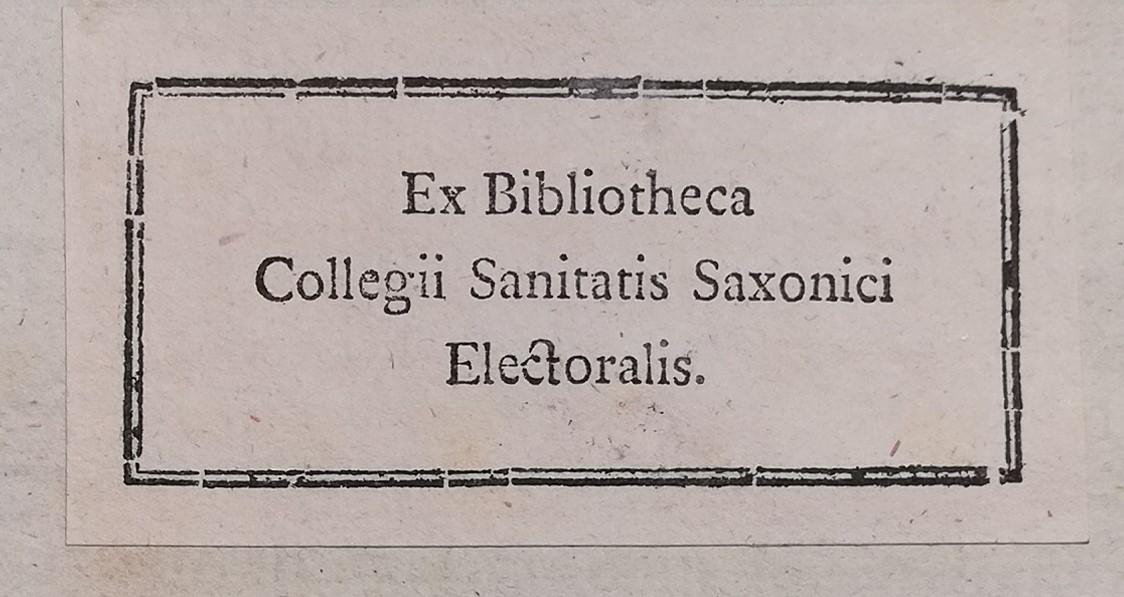 Ex Bibliotheca
Collegii Sanitatis Saxonici
Electoralis.